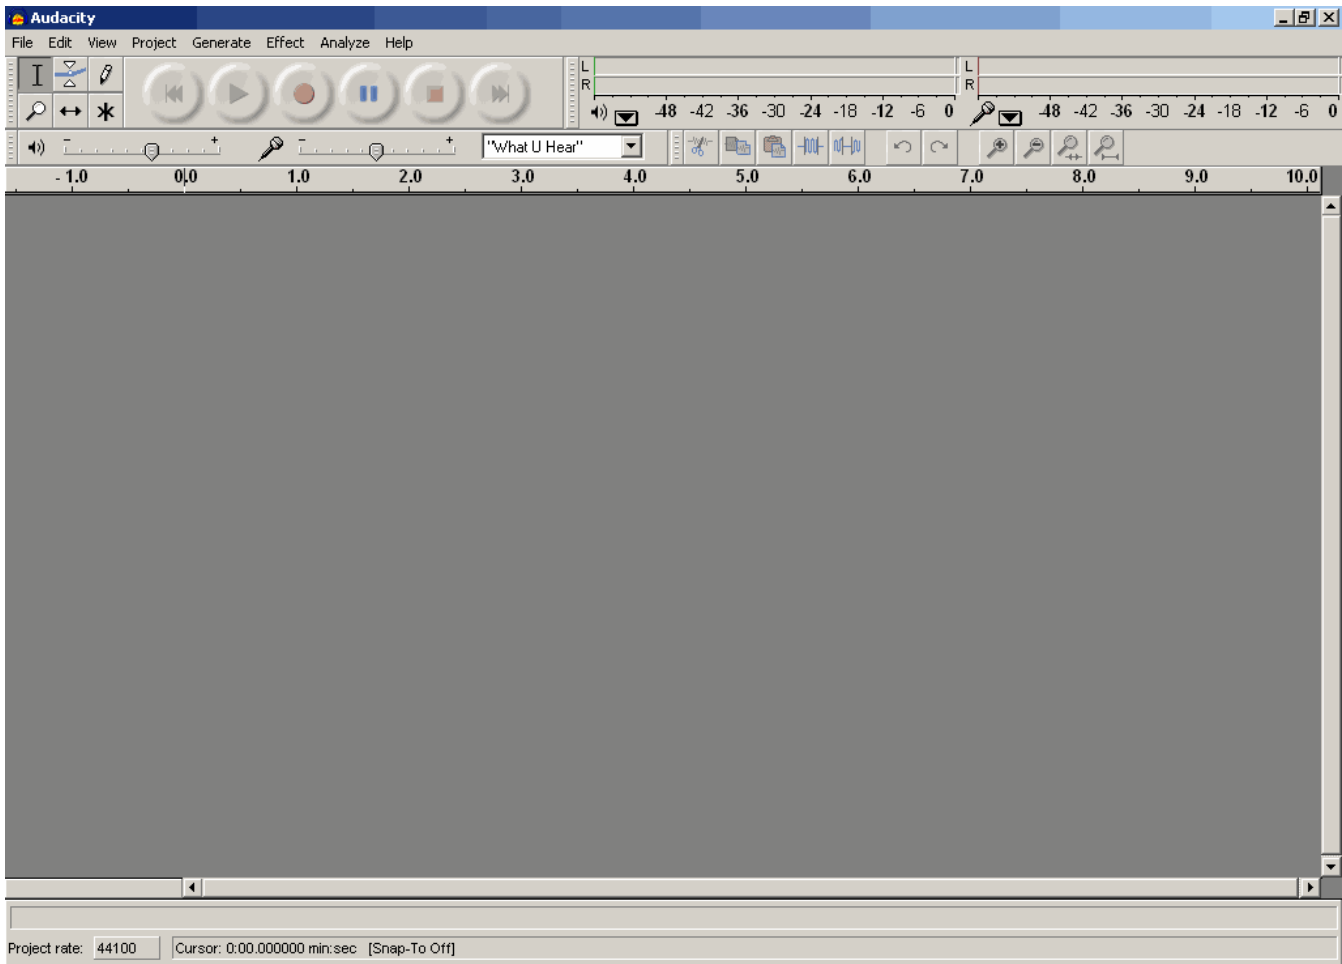 Audacity
File Edit View Project Generate Effect Analyze Help
L L
R R
-48 -42 -36 -30 -24 -18 -12 -6 0 -48 -42 -36 -30 -24 -18 -12 -6 0
- + - + "What U Hear"
- 1.0 0.0 1.0 2.0 3.0 4.0 5.0 6.0 7.0 8.0 9.0 10.0
Project rate: 44100 Cursor: 0:00.000000 min:sec [Snap-To Off]